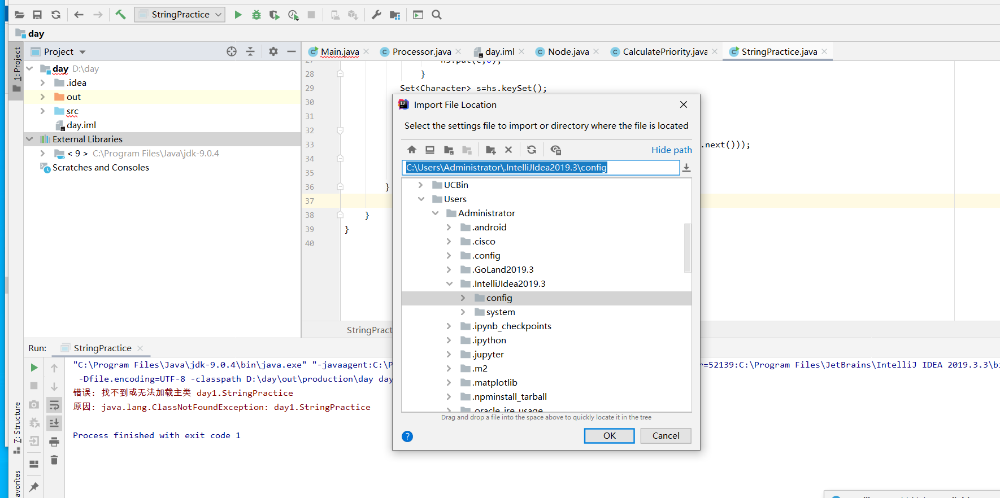 StringPractice
day
Project
Main.java
Processor.java
day.iml
Node.java
CalculatePriority.java
StringPractice.java
1: Project
day D:\day
.idea
out
src
day.iml
External Libraries
< 9 > C:\Program Files\Java\jdk-9.0.4
Scratches and Consoles
27 hs.put(c,0);
28 }
29 Set<Character> s=hs.keySet();
30
31
32
33 .next()));
34
35
36 }
37
38 }
39 }
40
StringPract
Import File Location
Select the settings file to import or directory where the file is located
Hide path
C:\Users\Administrator\.IntelliJIdea2019.3\config
UCBin
Users
Administrator
.android
.cisco
.config
.GoLand2019.3
.IntelliJIdea2019.3
config
system
.ipynb_checkpoints
.ipython
.jupyter
.m2
.matplotlib
.npminstall_tarball
.oracle_jre_usage
Drag and drop a file into the space above to quickly locate it in the tree
?
OK
Cancel
Run: StringPractice
"C:\Program Files\Java\jdk-9.0.4\bin\java.exe" "-javaagent:C:\P r=52139:C:\Program Files\JetBrains\IntelliJ IDEA 2019.3.3\bi
-Dfile.encoding=UTF-8 -classpath D:\day\out\production\day day
错误: 找不到或无法加载主类 day1.StringPractice
原因: java.lang.ClassNotFoundException: day1.StringPractice
Process finished with exit code 1
7: Structure
avorites